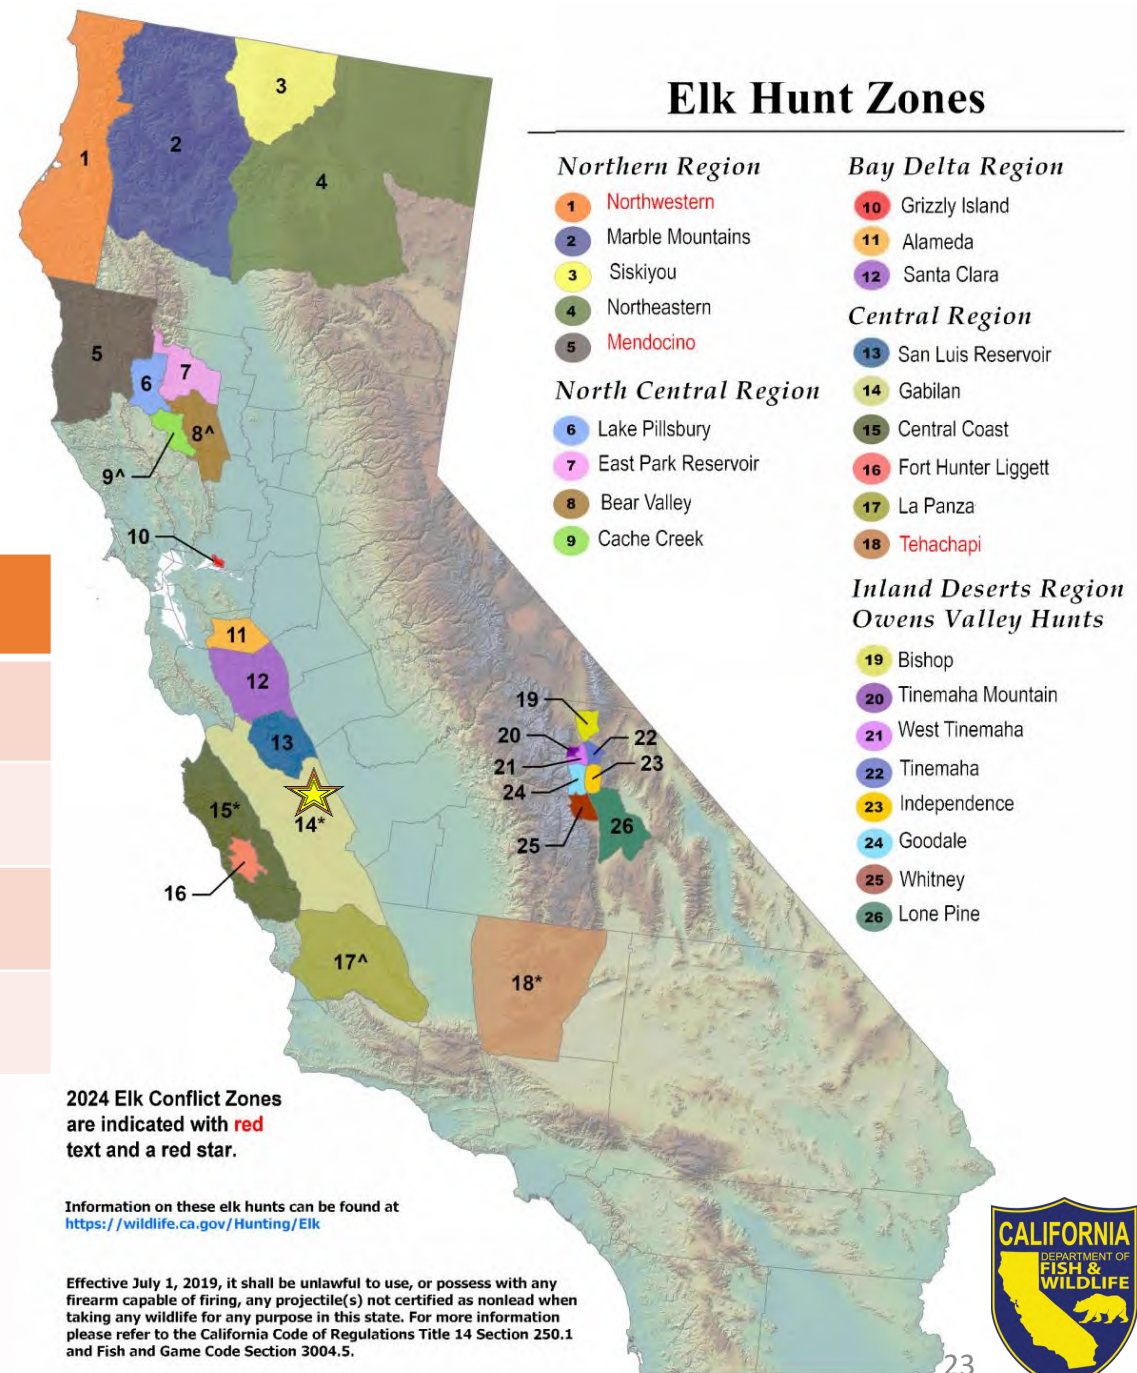 Elk Hunt Zones
Northern Region
1 Northwestern
2 Marble Mountains
3 Siskiyou
4 Northeastern
5 Mendocino
North Central Region
6 Lake Pillsbury
7 East Park Reservoir
8 Bear Valley
9 Cache Creek
Bay Delta Region
10 Grizzly Island
11 Alameda
12 Santa Clara
Central Region
13 San Luis Reservoir
14 Gabilan
15 Central Coast
16 Fort Hunter Liggett
17 La Panza
18 Tehachapi
Inland Deserts Region
Owens Valley Hunts
19 Bishop
20 Tinemaha Mountain
21 West Tinemaha
22 Tinemaha
23 Independence
24 Goodale
25 Whitney
26 Lone Pine
1
2
3
4
5
6
7
8^
9^
10
11
12
13
14*
15*
16
17^
18*
19
20
21
22
23
24
25
26
2024 Elk Conflict Zones
are indicated with red
text and a red star.
Information on these elk hunts can be found at
https://wildlife.ca.gov/Hunting/Elk
Effective July 1, 2019, it shall be unlawful to use, or possess with any
firearm capable of firing, any projectile(s) not certified as nonlead when
taking any wildlife for any purpose in this state. For more information
please refer to the California Code of Regulations Title 14 Section 250.1
and Fish and Game Code Section 3004.5.
CALIFORNIA
DEPARTMENT OF
FISH &
WILDLIFE
23